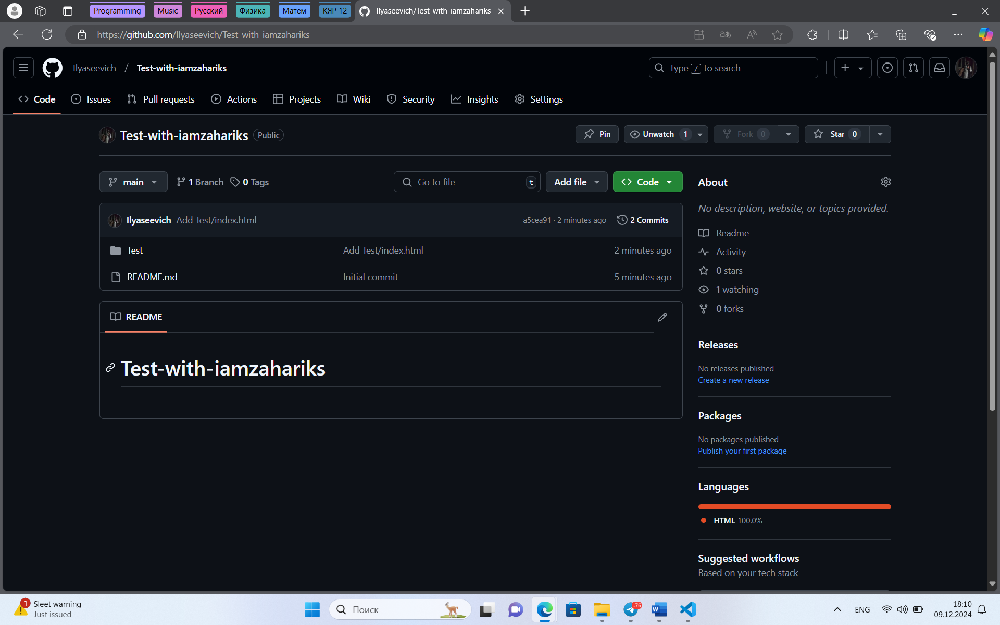 Programming Music Русский Физика Матем КЯР 12 Ilyaseevich/Test-with-iamzahariks
https://github.com/Ilyaseevich/Test-with-iamzahariks
Ilyaseevich / Test-with-iamzahariks Type / to search
Code Issues Pull requests Actions Projects Wiki Security Insights Settings
Test-with-iamzahariks Public Pin Unwatch 1 Fork 0 Star 0
main 1 Branch 0 Tags Go to file t Add file Code
Ilyaseevich Add Test/index.html a5cea91 · 2 minutes ago 2 Commits
Test Add Test/index.html 2 minutes ago
README.md Initial commit 5 minutes ago
README
Test-with-iamzahariks
About
No description, website, or topics provided.
Readme
Activity
0 stars
1 watching
0 forks
Releases
No releases published
Create a new release
Packages
No packages published
Publish your first package
Languages
HTML 100.0%
Suggested workflows
Based on your tech stack
1 Sleet warning
Just issued
Поиск
76
ENG
18:10
09.12.2024